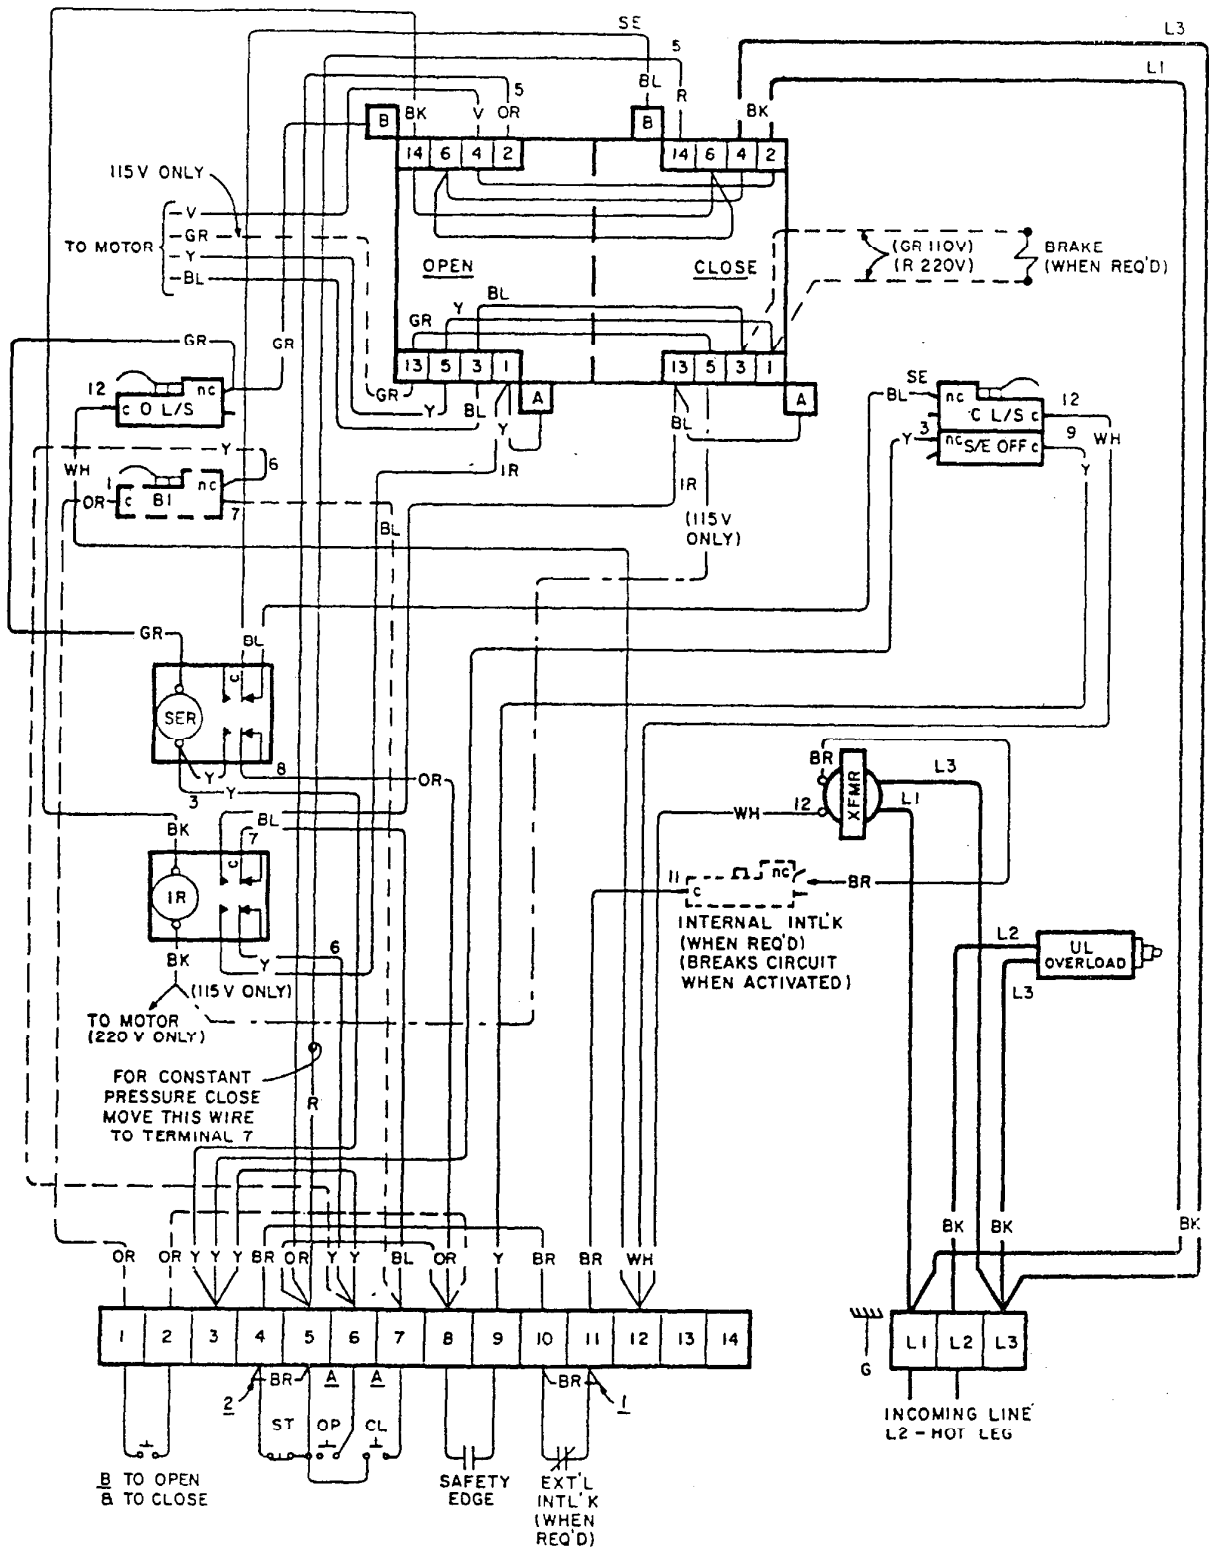 SE
L3
5
L1
BL
R
5
BK
V
OR
BK
B
B
14 6 4 2
14 6 4 2
115V ONLY
V
GR
TO MOTOR
Y
BL
(GR 110V)
(R 220V)
BRAKE
(WHEN REQ'D)
OPEN
CLOSE
BL
Y
GR
GR
GR
13 5 3 1
13 5 3 1
12
nc
c O L/S
GR
Y
BL
Y
A
BL
A
SE
BL
nc
C L/S c
12
3
Y
nc S/E OFF c
9
WH
Y
Y
6
WH
1
OR
nc
c B1
7
BL
1R
1R
(115V
ONLY)
GR
BL
c
SER
Y
8
3
Y
OR
BL
7
BK
c
1R
BK
Y
6
(115V ONLY)
TO MOTOR
(220 V ONLY)
BR
XFMR
L3
L1
WH
12
11
c
nc
BR
INTERNAL INTL'K
(WHEN REQ'D)
(BREAKS CIRCUIT
WHEN ACTIVATED)
L2
UL
OVERLOAD
L3
FOR CONSTANT
PRESSURE CLOSE
MOVE THIS WIRE
TO TERMINAL 7
R
BK
BK
BK
OR OR Y Y Y BR OR Y Y BL OR Y BR BR WH
1 2 3 4 5 6 7 8 9 10 11 12 13 14
L1 L2 L3
G
BR
A
A
BR
2
1
ST OP CL
INCOMING LINE
L2 - HOT LEG
B TO OPEN
& TO CLOSE
SAFETY
EDGE
EXT'L
INTL'K
(WHEN
REQ'D)